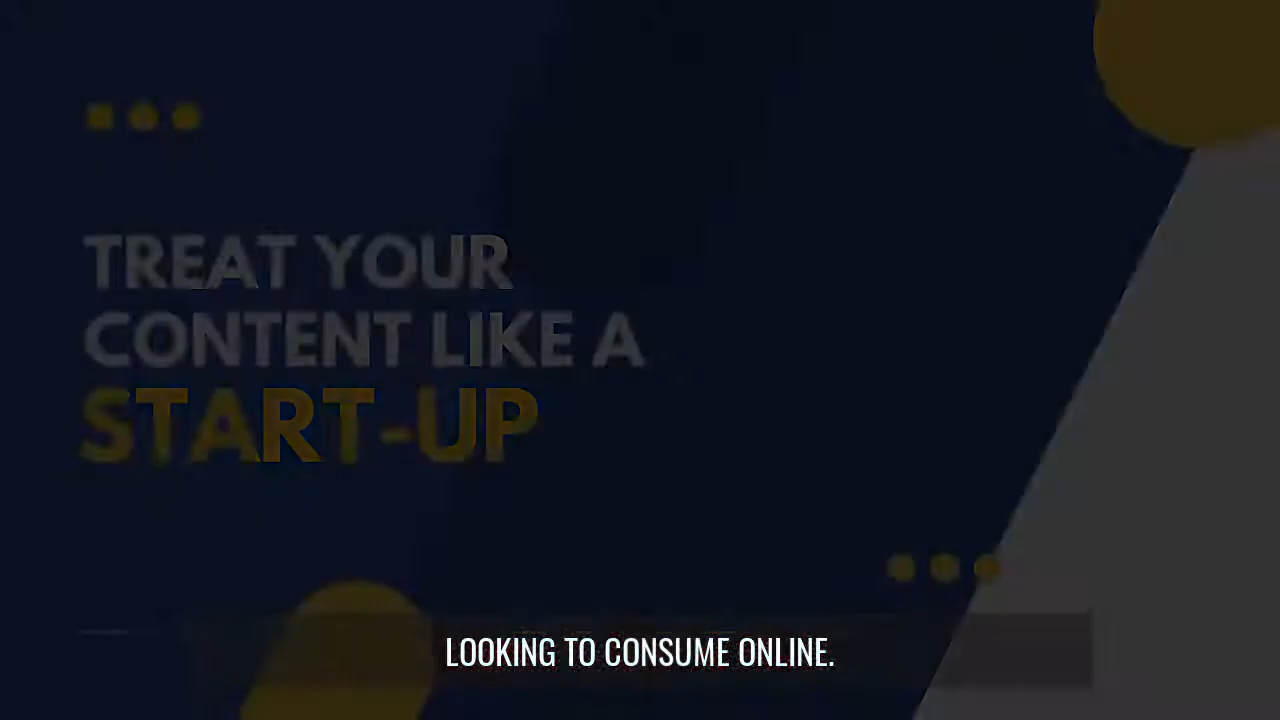 TREAT YOUR
CONTENT LIKE A
START-UP
LOOKING TO CONSUME ONLINE.